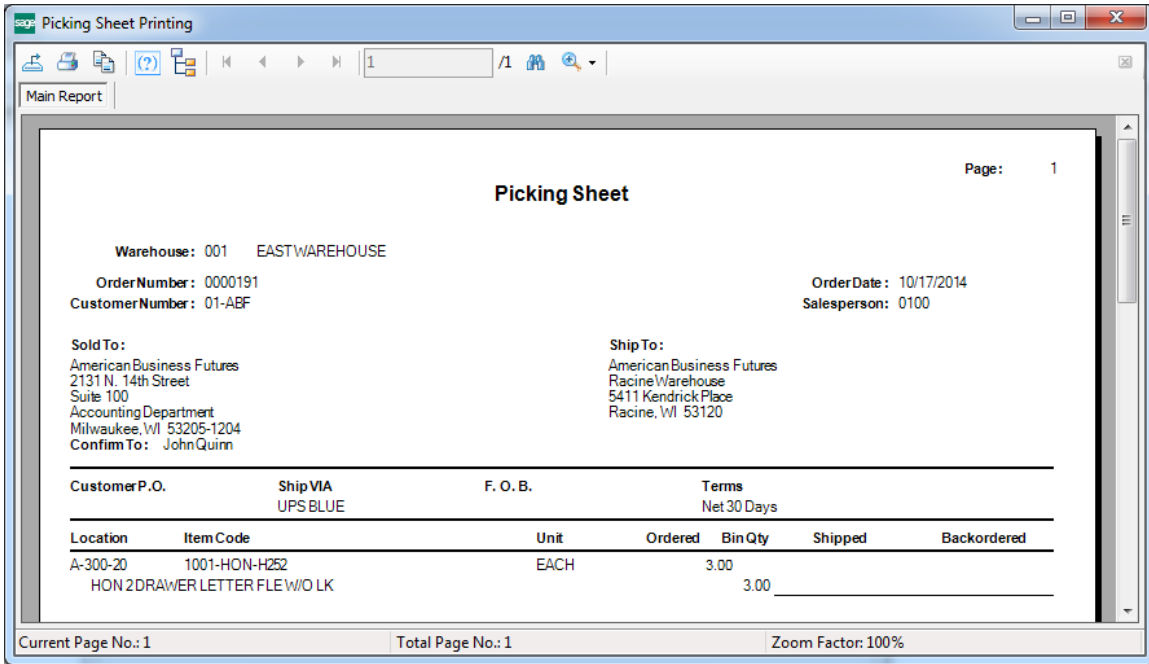 sage Picking Sheet Printing
1 /1
Main Report
Page: 1
Picking Sheet
Warehouse: 001 EAST WAREHOUSE
Order Number: 0000191 Order Date: 10/17/2014
Customer Number: 01-ABF Salesperson: 0100
Sold To: Ship To:
American Business Futures American Business Futures
2131 N. 14th Street Racine Warehouse
Suite 100 5411 Kendrick Place
Accounting Department Racine, WI 53120
Milwaukee, WI 53205-1204
Confirm To: John Quinn
Customer P.O. Ship VIA F. O. B. Terms
UPS BLUE Net 30 Days
Location Item Code Unit Ordered Bin Qty Shipped Backordered
A-300-20 1001-HON-H252 EACH 3.00
HON 2 DRAWER LETTER FLE W/O LK 3.00
Current Page No.: 1 Total Page No.: 1 Zoom Factor: 100%